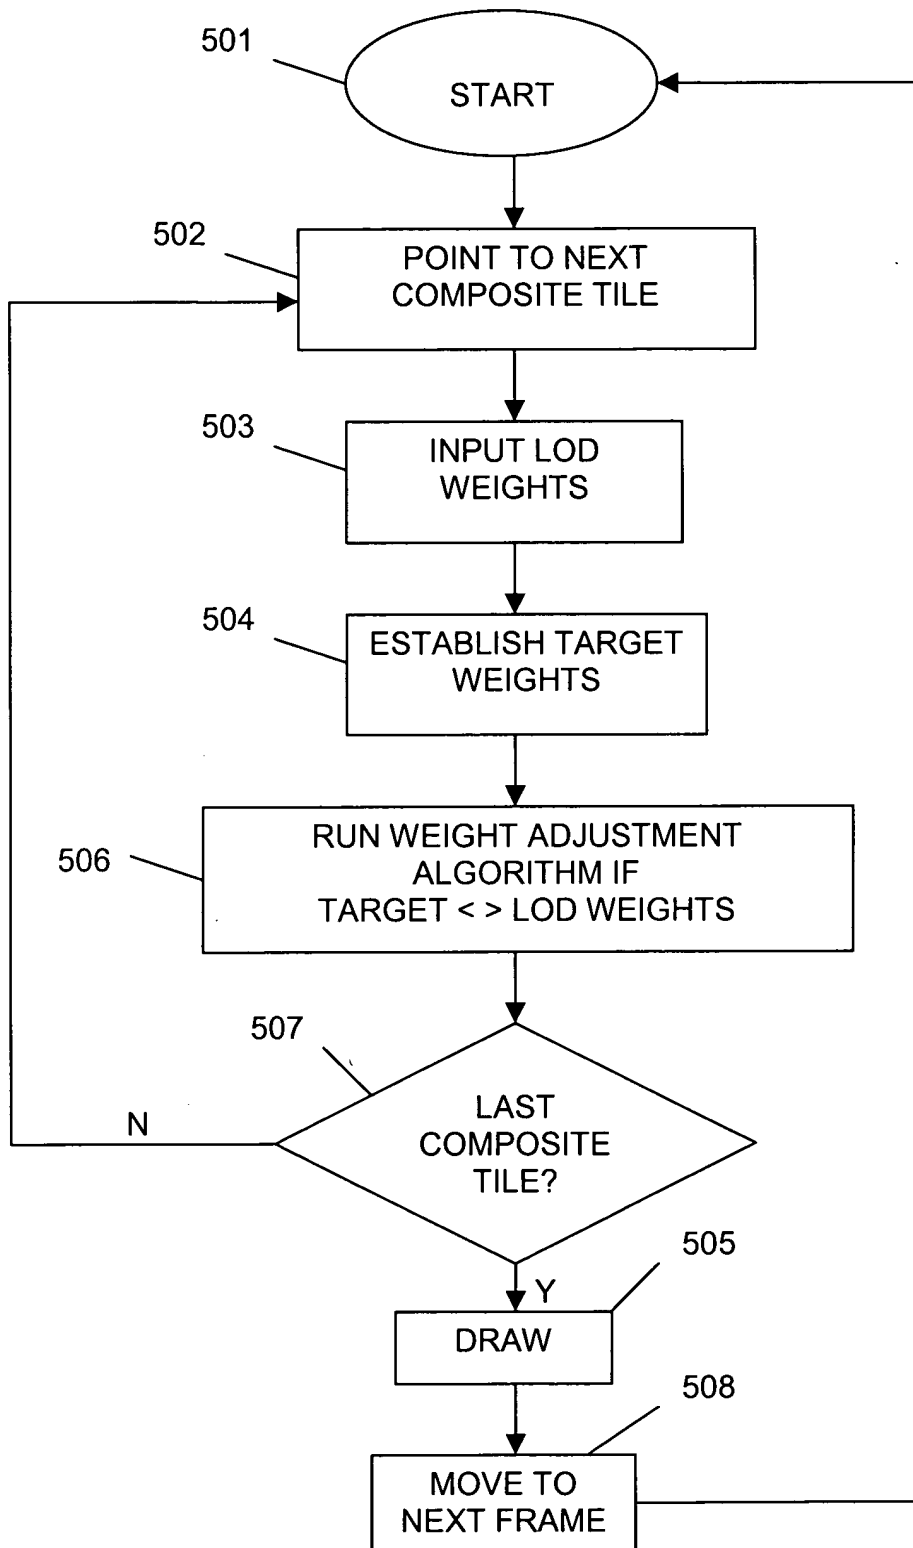 501
START
502
POINT TO NEXT
COMPOSITE TILE
503
INPUT LOD
WEIGHTS
504
ESTABLISH TARGET
WEIGHTS
506
RUN WEIGHT ADJUSTMENT
ALGORITHM IF
TARGET < > LOD WEIGHTS
507
LAST
COMPOSITE
TILE?
N
Y
505
DRAW
508
MOVE TO
NEXT FRAME